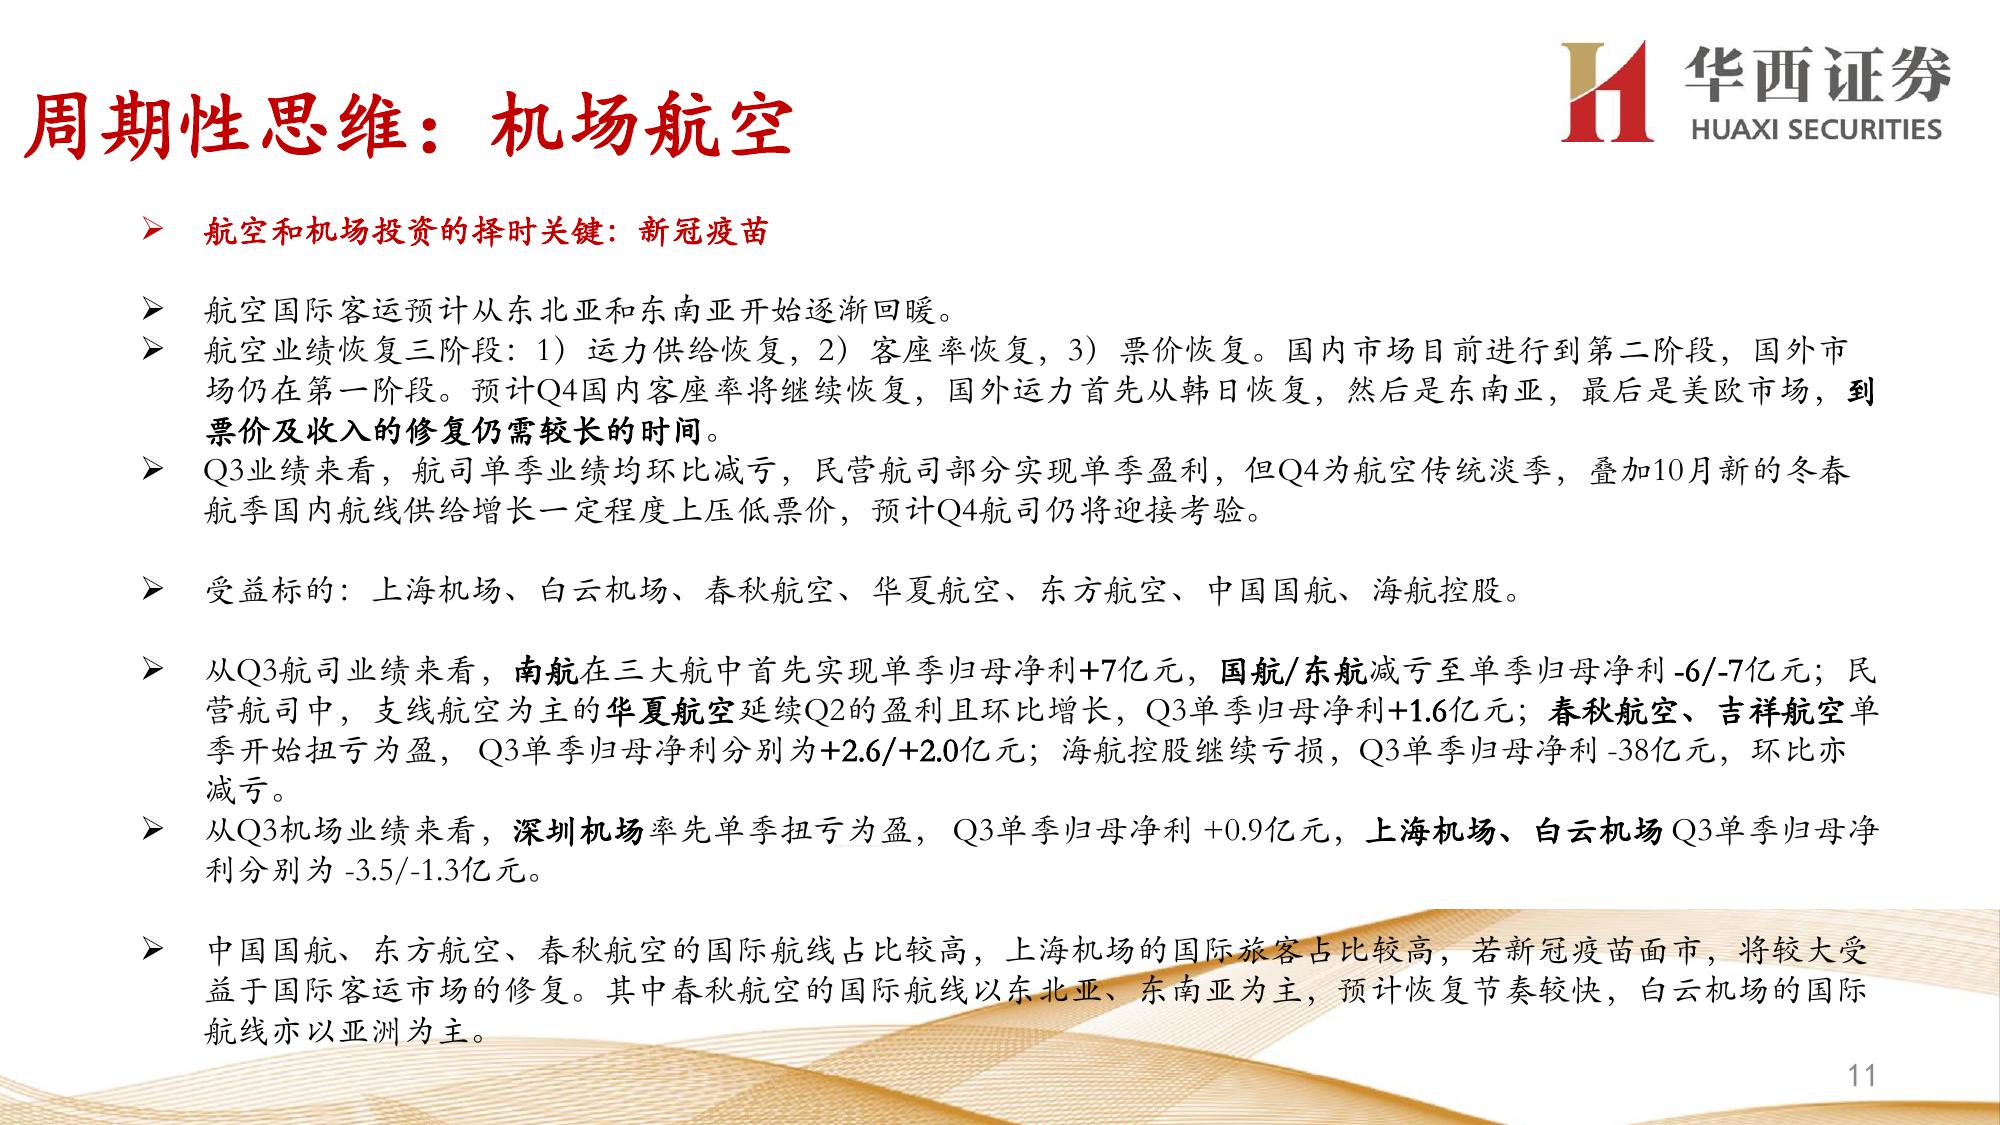 华西证券
HUAXI SECURITIES
周期性思维：机场航空
➢ 航空和机场投资的择时关键：新冠疫苗
➢ 航空国际客运预计从东北亚和东南亚开始逐渐回暖。
➢ 航空业绩恢复三阶段：1）运力供给恢复，2）客座率恢复，3）票价恢复。国内市场目前进行到第二阶段，国外市
场仍在第一阶段。预计Q4国内客座率将继续恢复，国外运力首先从韩日恢复，然后是东南亚，最后是美欧市场，到
票价及收入的修复仍需较长的时间。
➢ Q3业绩来看，航司单季业绩均环比减亏，民营航司部分实现单季盈利，但Q4为航空传统淡季，叠加10月新的冬春
航季国内航线供给增长一定程度上压低票价，预计Q4航司仍将迎接考验。
➢ 受益标的：上海机场、白云机场、春秋航空、华夏航空、东方航空、中国国航、海航控股。
➢ 从Q3航司业绩来看，南航在三大航中首先实现单季归母净利+7亿元，国航/东航减亏至单季归母净利 -6/-7亿元；民
营航司中，支线航空为主的华夏航空延续Q2的盈利且环比增长，Q3单季归母净利+1.6亿元；春秋航空、吉祥航空单
季开始扭亏为盈， Q3单季归母净利分别为+2.6/+2.0亿元；海航控股继续亏损，Q3单季归母净利 -38亿元，环比亦
减亏。
➢ 从Q3机场业绩来看，深圳机场率先单季扭亏为盈， Q3单季归母净利 +0.9亿元，上海机场、白云机场 Q3单季归母净
利分别为 -3.5/-1.3亿元。
➢ 中国国航、东方航空、春秋航空的国际航线占比较高，上海机场的国际旅客占比较高，若新冠疫苗面市，将较大受
益于国际客运市场的修复。其中春秋航空的国际航线以东北亚、东南亚为主，预计恢复节奏较快，白云机场的国际
航线亦以亚洲为主。
11